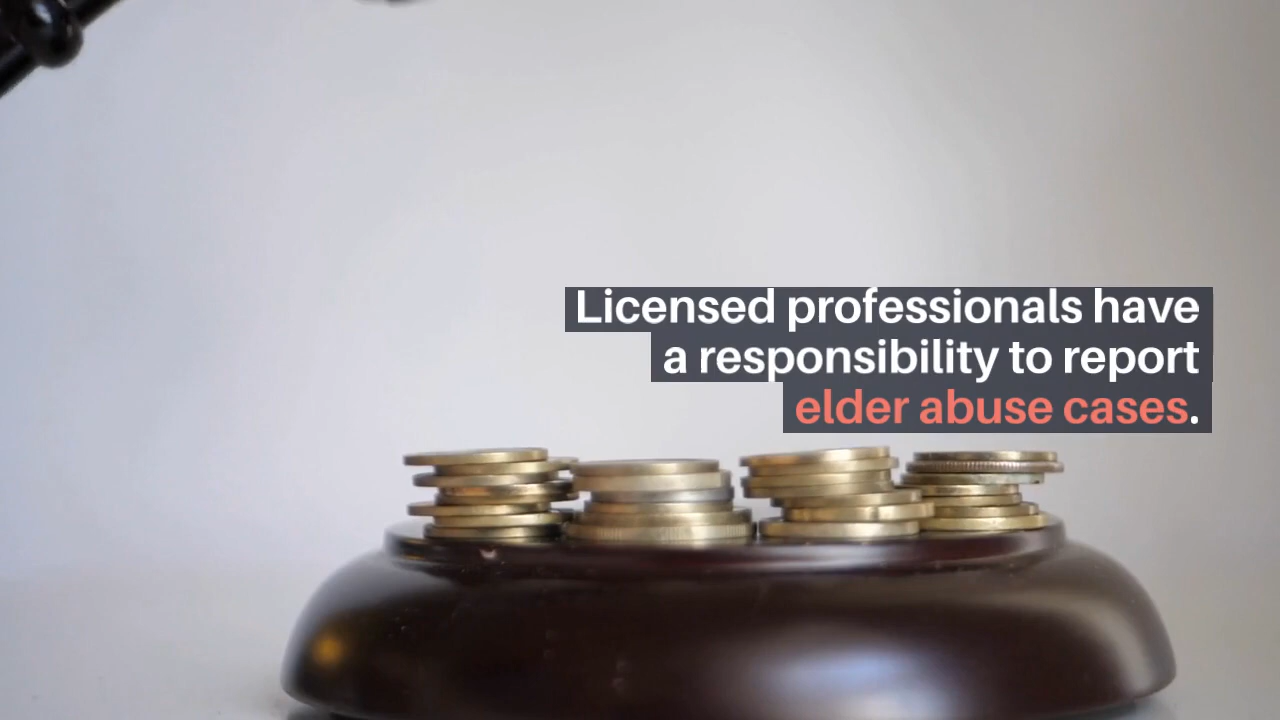 Licensed professionals have
a responsibility to report
elder abuse cases.